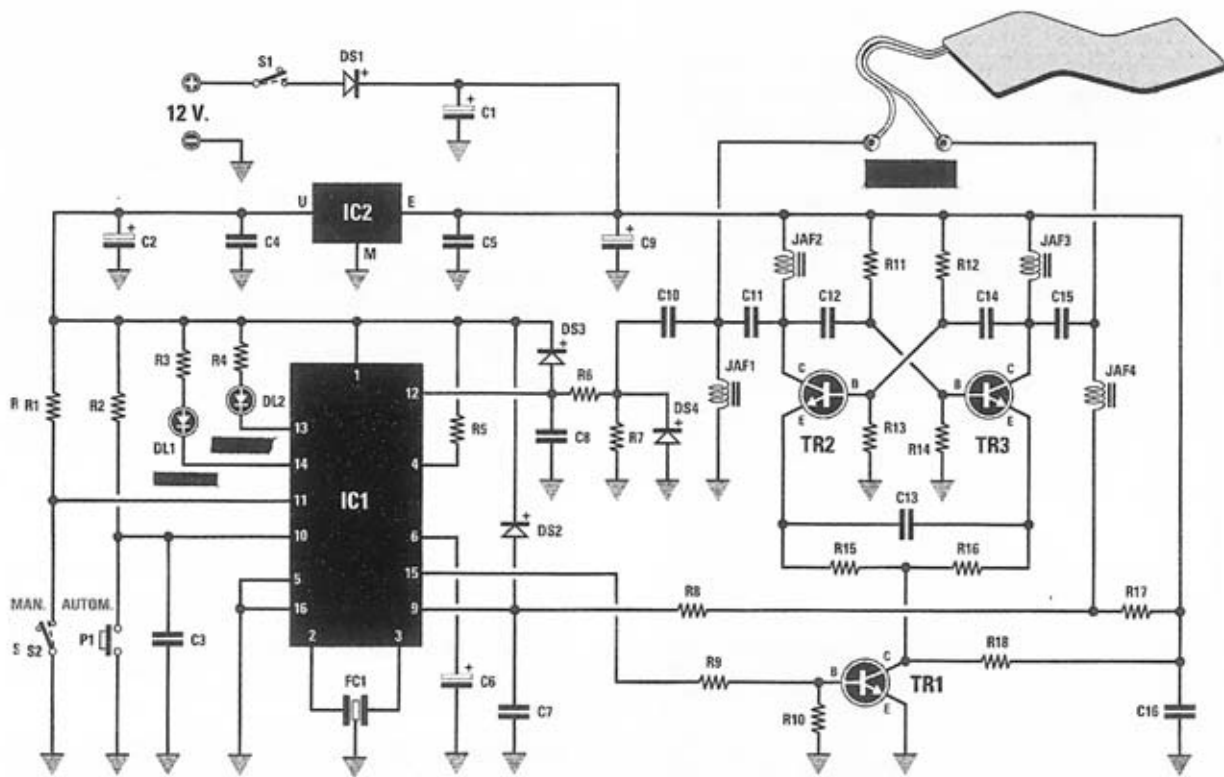 S1
DS1
+
+
12 V.
C1
U
IC2
E
M
+
C2
C4
C5
+
C9
JAF2
R11
R12
JAF3
C10
C11
C12
C14
C15
R3
R4
1
DS3
+
R6
12
JAF1
C
B
E
TR2
B
C
E
TR3
JAF4
R R1
R2
DL2
DL1
13
14
R5
4
C8
R7
DS4
+
R13
R14
IC1
11
10
6
DS2
+
C13
5
15
R15
R16
16
9
R8
R17
MAN.
AUTOM.
S S2
P1
C3
2
3
FC1
+
C6
C7
R9
R10
B
C
E
TR1
R18
C16